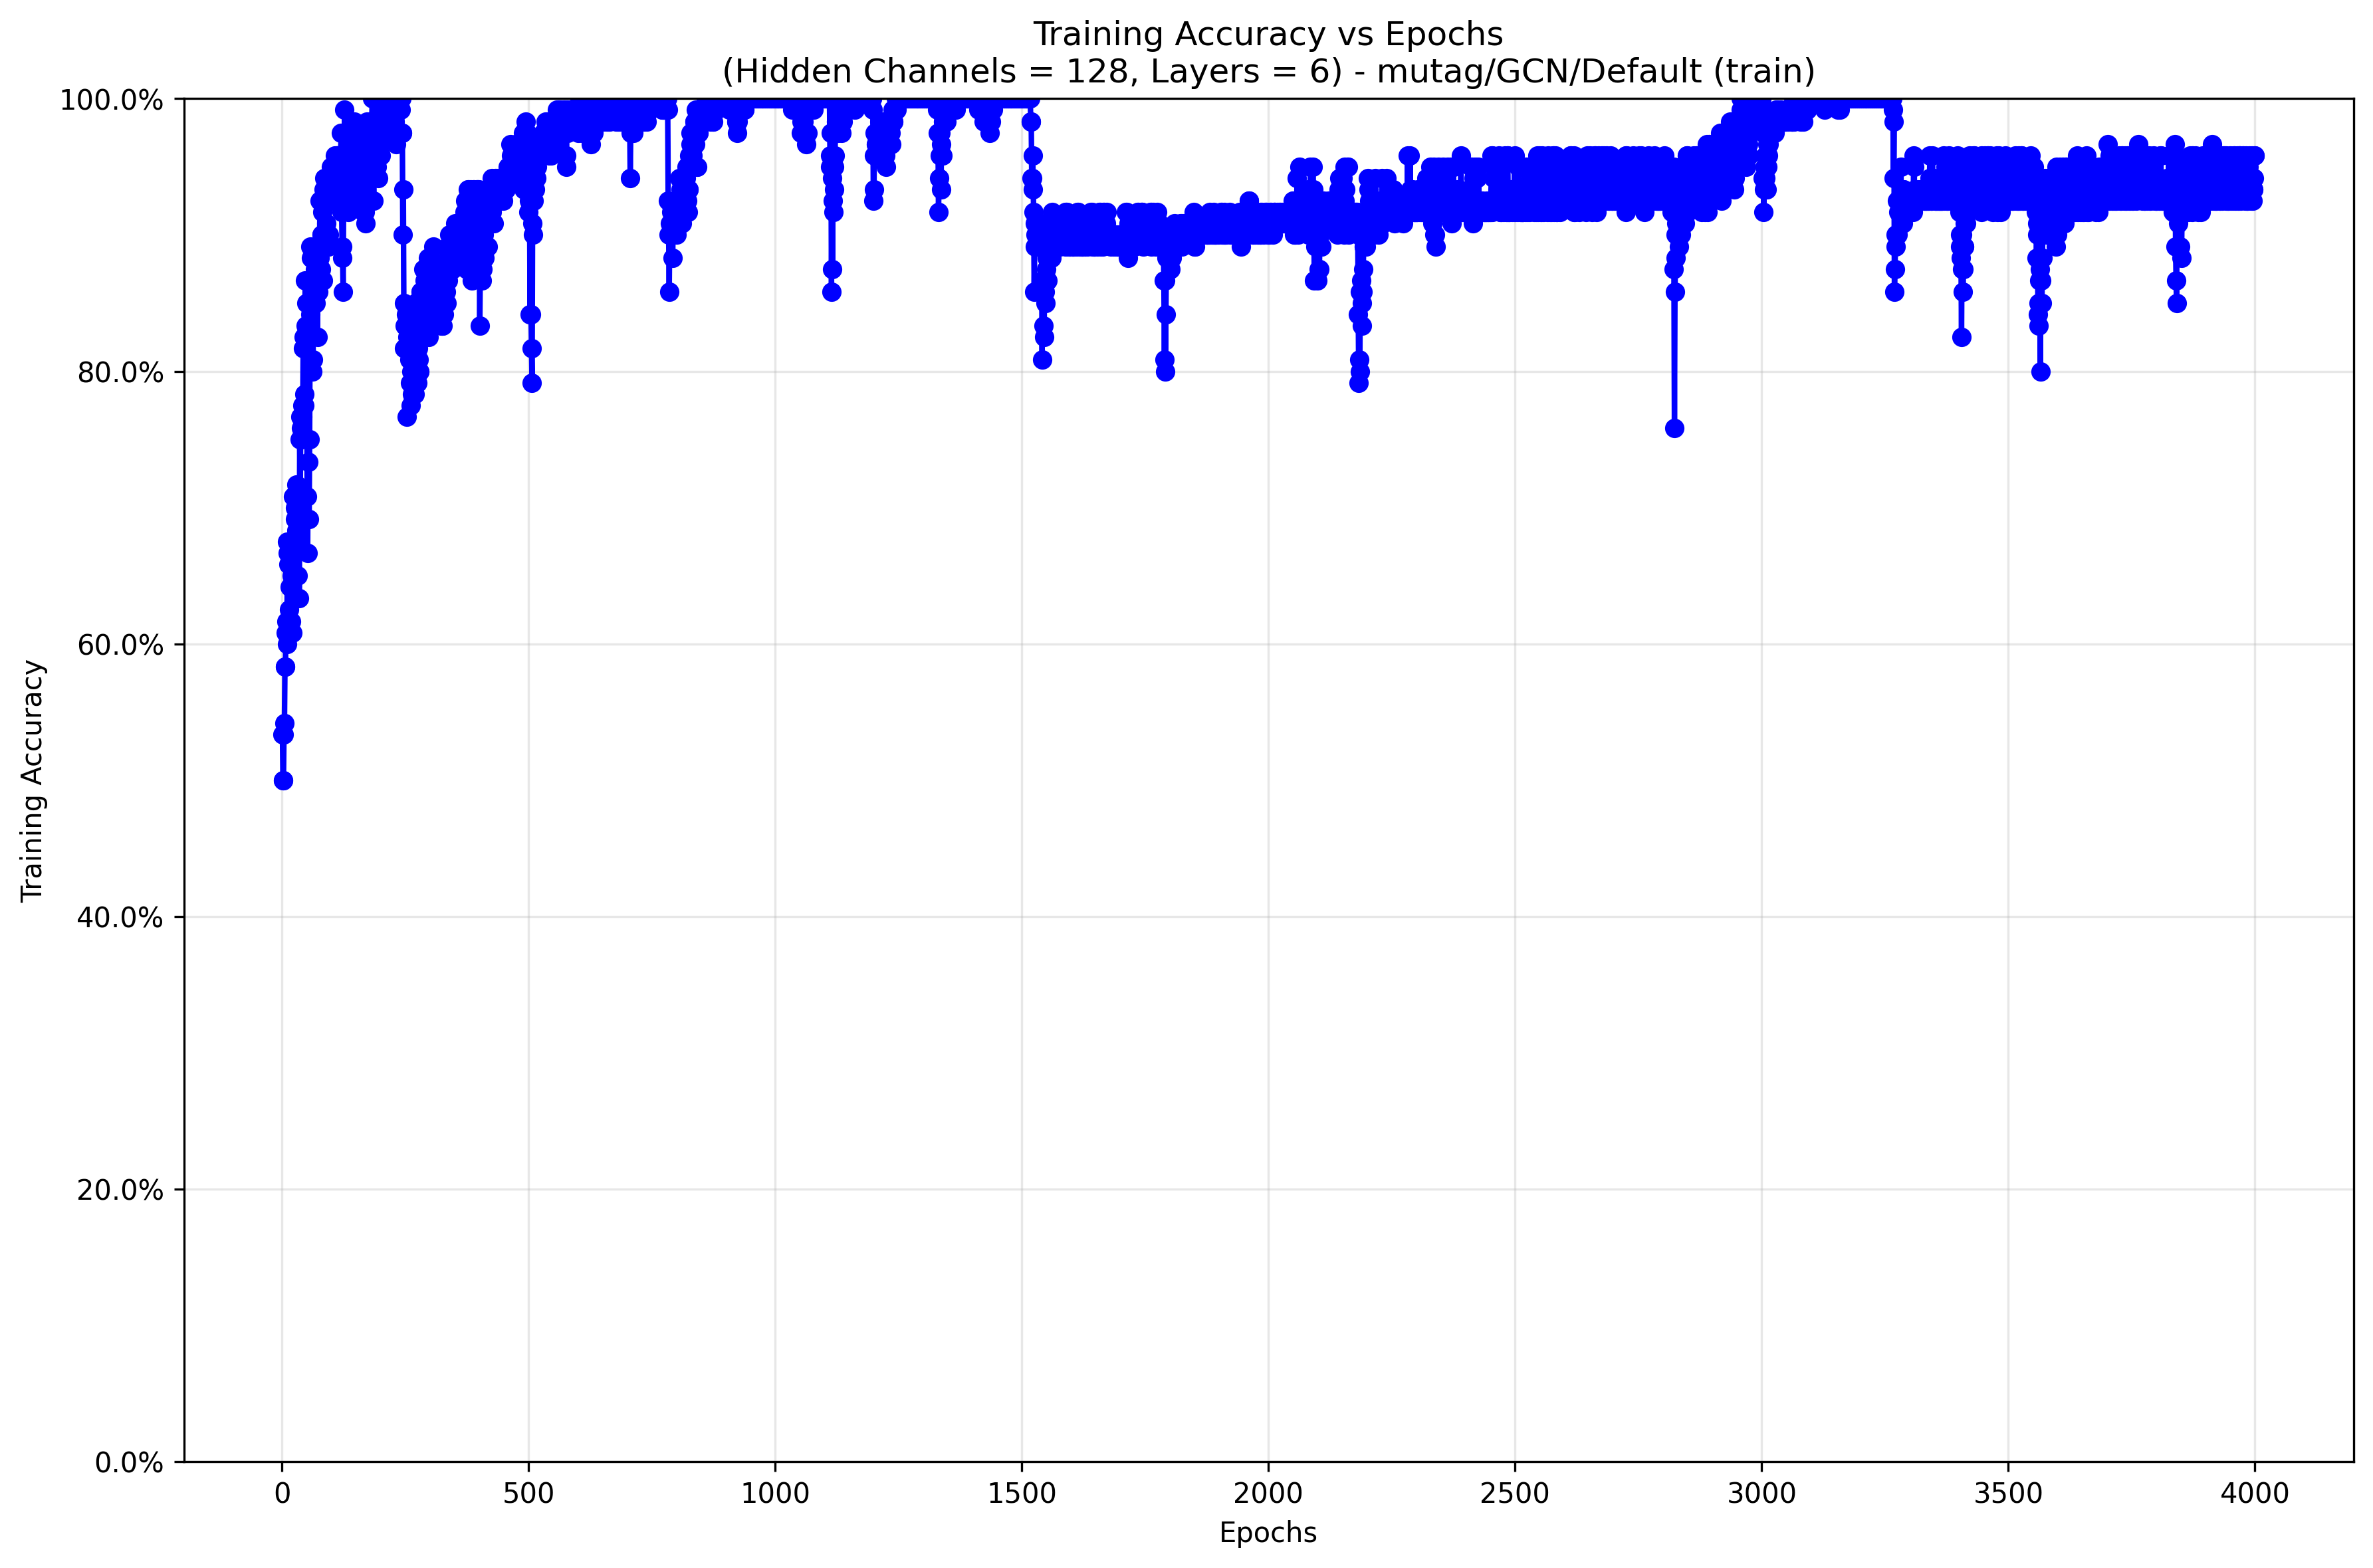 Training Accuracy vs Epochs
(Hidden Channels = 128, Layers = 6) - mutag/GCN/Default (train)
100.0%
80.0%
60.0%
40.0%
20.0%
0.0%
Training Accuracy
0 500 1000 1500 2000 2500 3000 3500 4000
Epochs